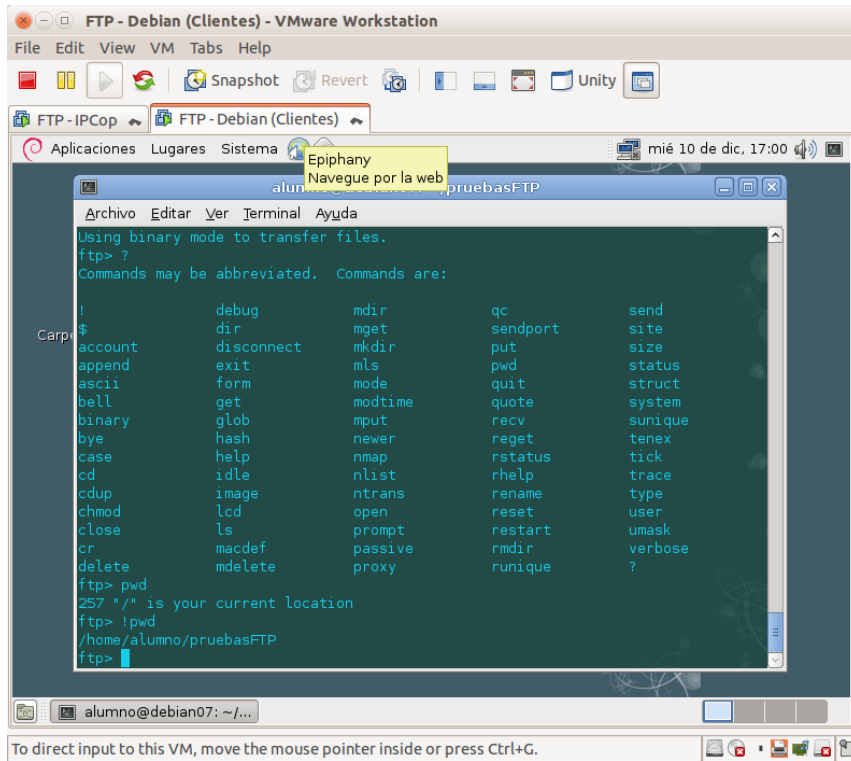 FTP - Debian (Clientes) - VMware Workstation
File Edit View VM Tabs Help
Snapshot Revert Unity
FTP - IPCop FTP - Debian (Clientes)
Aplicaciones Lugares Sistema mié 10 de dic, 17:00
Epiphany
Navegue por la web
pruebasFTP
Archivo Editar Ver Terminal Ayuda
Using binary mode to transfer files.
ftp> ?
Commands may be abbreviated. Commands are:
! debug mdir qc send
$ dir mget sendport site
account disconnect mkdir put size
append exit mls pwd status
ascii form mode quit struct
bell get modtime quote system
binary glob mput recv sunique
bye hash newer reget tenex
case help nmap rstatus tick
cd idle nlist rhelp trace
cdup image ntrans rename type
chmod lcd open reset user
close ls prompt restart umask
cr macdef passive rmdir verbose
delete mdelete proxy runique ?
ftp> pwd
257 "/" is your current location
ftp> !pwd
/home/alumno/pruebasFTP
ftp>
Carpe
alumno@debian07: ~/...
To direct input to this VM, move the mouse pointer inside or press Ctrl+G.